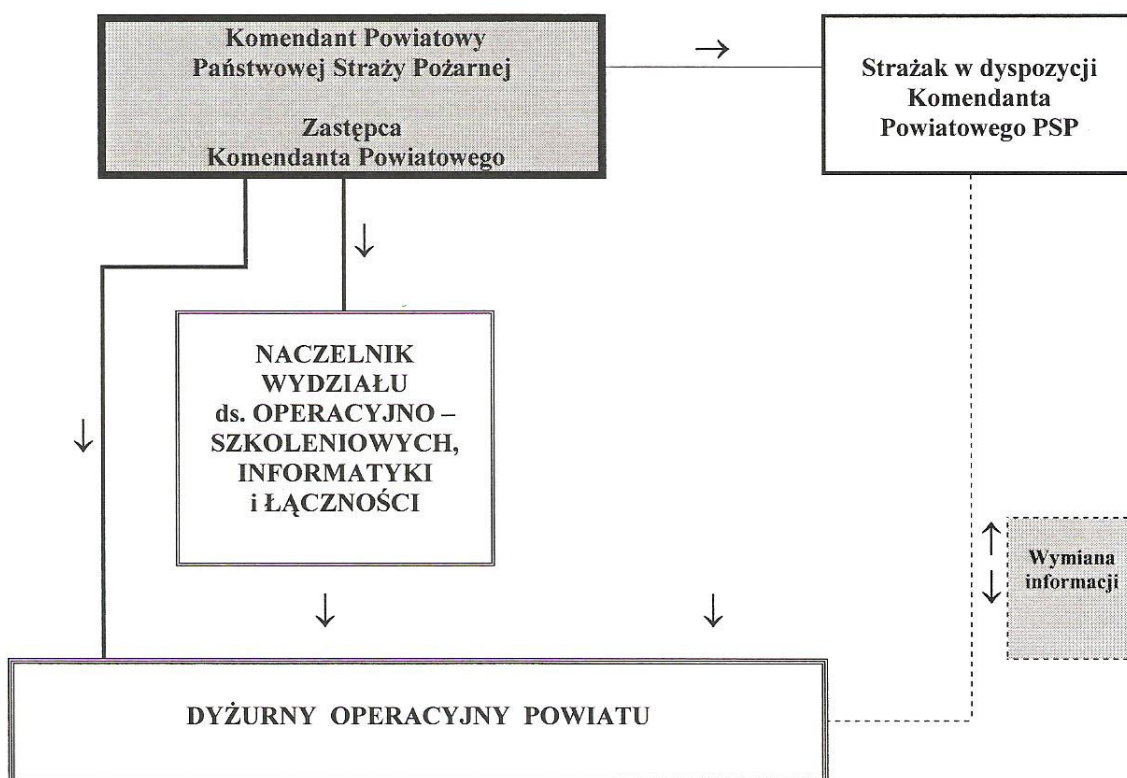 Komendant Powiatowy
Państwowej Straży Pożarnej
Zastępca
Komendanta Powiatowego
→
Strażak w dyspozycji
Komendanta
Powiatowego PSP
↓
NACZELNIK
WYDZIAŁU
ds. OPERACYJNO –
SZKOLENIOWYCH,
INFORMATYKI
i ŁĄCZNOŚCI
↓
↑
↓
Wymiana
informacji
↓
↓
DYŻURNY OPERACYJNY POWIATU